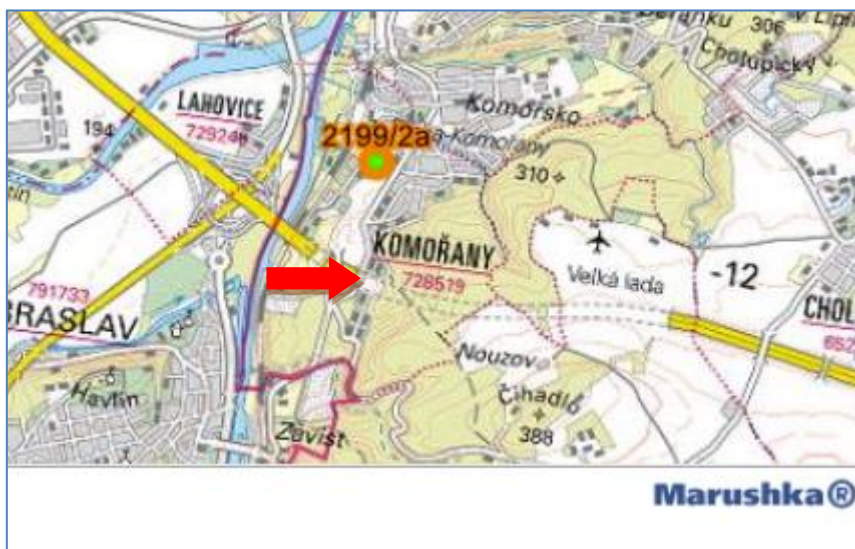 306
Cholupický
LAHOVICE
Komořsko
194
2199/2a
a-Komořany
310
KOMOŘANY
728519
Velká lada
-12
791733
BRASLAV
CHOL
Nouzov
Havlín
Čihadlo
Závist
388
Marushka®